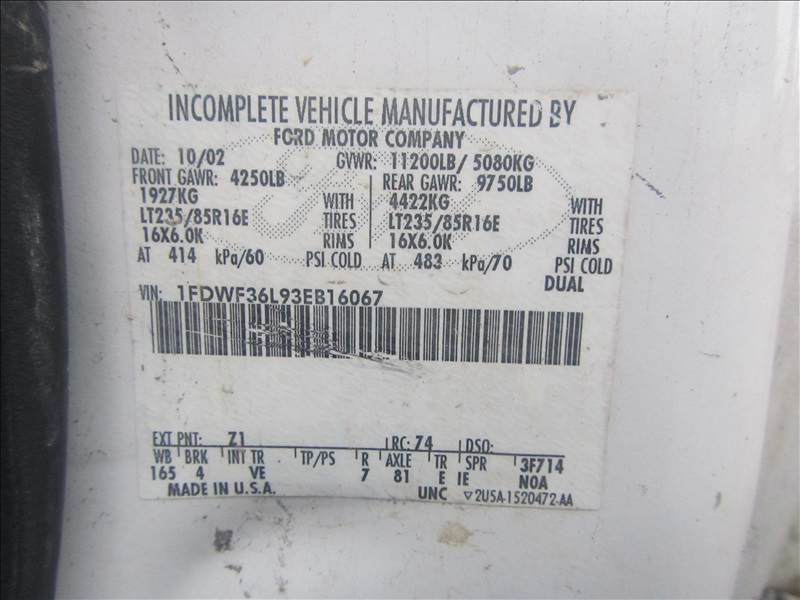 INCOMPLETE VEHICLE MANUFACTURED BY
FORD MOTOR COMPANY
DATE: 10/02 GVWR: 11200LB/ 5080KG
FRONT GAWR: 4250LB REAR GAWR: 9750LB
1927KG WITH 4422KG WITH
LT235/85R16E TIRES LT235/85R16E TIRES
16X6.0K RIMS 16X6.0K RIMS
AT 414 kPa/60 PSI COLD AT 483 kPa/70 PSI COLD
DUAL
VIN: 1FDWF36L93EB16067
EXT PNT: Z1 RC: 74 DSO:
WB BRK INT TR TP/PS R AXLE TR SPR 3F714
165 4 VE 7 81 E IE N0A
MADE IN U.S.A. UNC ▽2U5A-1520472-AA